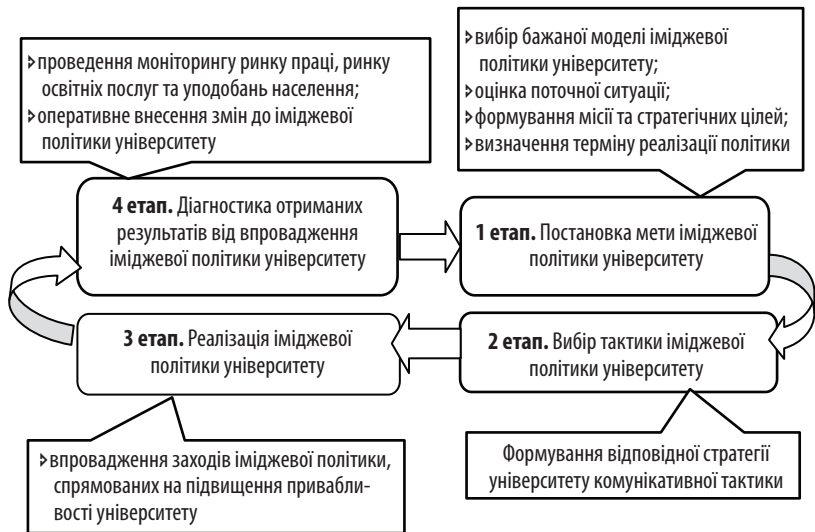 ▹проведення моніторингу ринку праці, ринку
освітніх послуг та уподобань населення;
▹оперативне внесення змін до іміджевої
політики університету
▹вибір бажаної моделі іміджевої
політики університету;
▹оцінка поточної ситуації;
▹формування місії та стратегічних цілей;
▹визначення терміну реалізації політики
4 етап. Діагностика отриманих
результатів від впровадження
іміджевої політики університету
1 етап. Постановка мети іміджевої
політики університету
3 етап. Реалізація іміджевої
політики університету
2 етап. Вибір тактики іміджевої
політики університету
▹впровадження заходів іміджевої політики,
спрямованих на підвищення привабли-
вості університету
Формування відповідної стратегії
університету комунікативної тактики